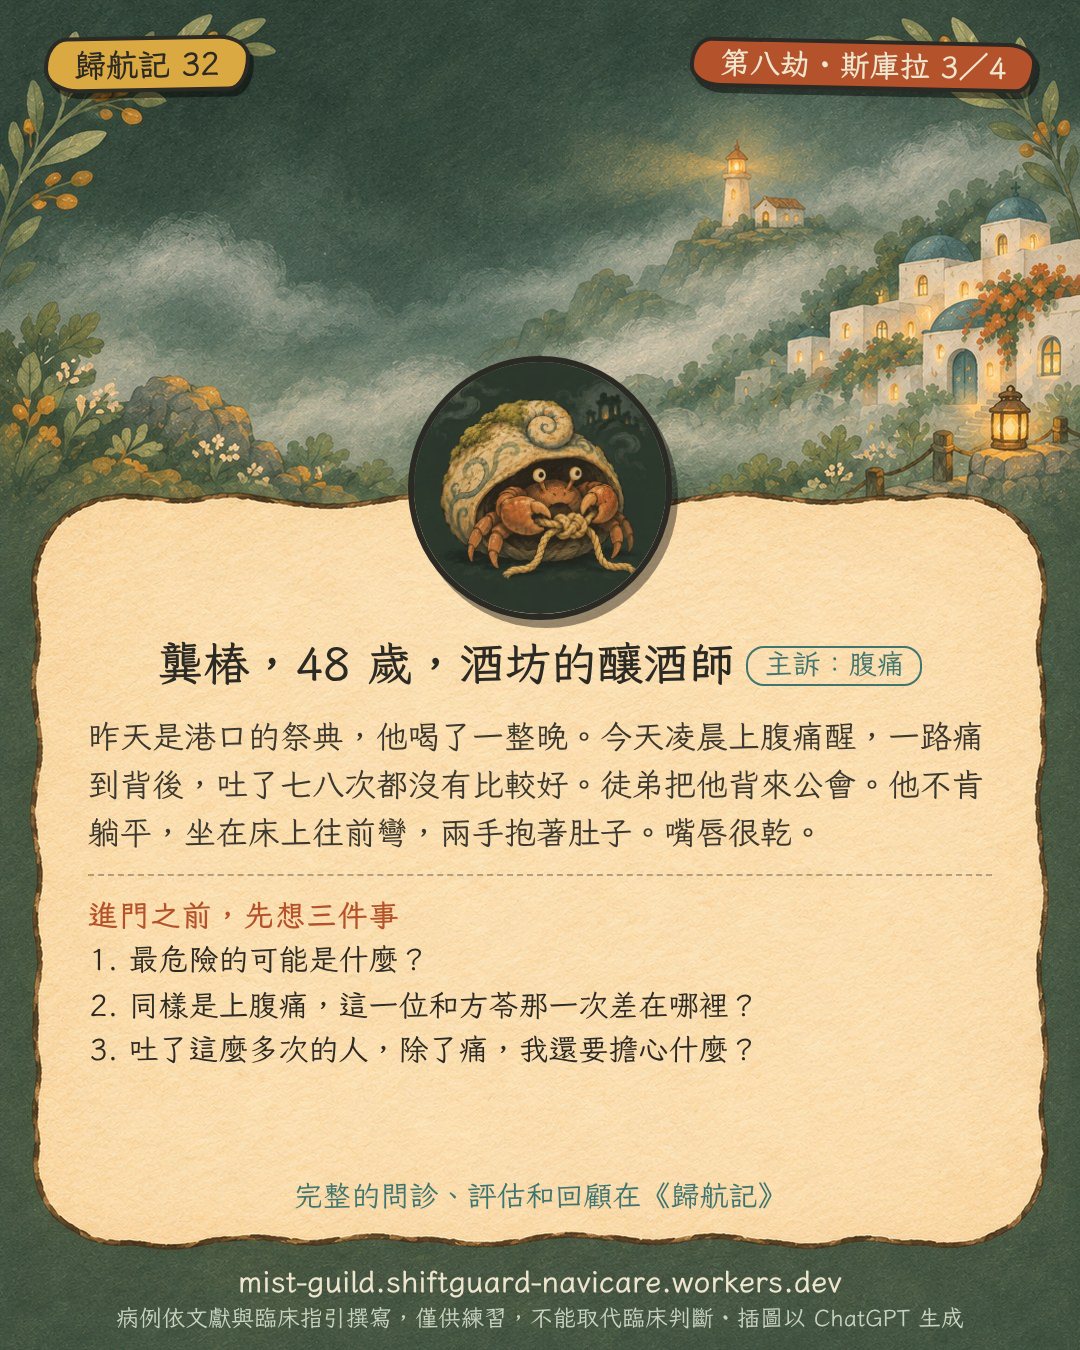 歸航記 32
第八劫・斯庫拉 3／4
龔椿，48 歲，酒坊的釀酒師
主訴：腹痛
昨天是港口的祭典，他喝了一整晚。今天凌晨上腹痛醒，一路痛
到背後，吐了七八次都沒有比較好。徒弟把他背來公會。他不肯
躺平，坐在床上往前彎，兩手抱著肚子。嘴唇很乾。
進門之前，先想三件事
1. 最危險的可能是什麼？
2. 同樣是上腹痛，這一位和方苓那一次差在哪裡？
3. 吐了這麼多次的人，除了痛，我還要擔心什麼？
完整的問診、評估和回顧在《歸航記》
mist-guild.shiftguard-navicare.workers.dev
病例依文獻與臨床指引撰寫，僅供練習，不能取代臨床判斷・插圖以 ChatGPT 生成